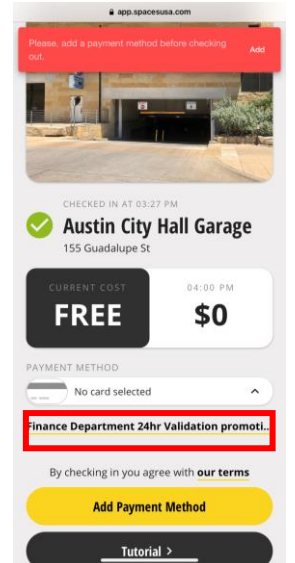 app.spacesusa.com
Please, add a payment method before checking
out.
Add
CHECKED IN AT 03:27 PM
Austin City Hall Garage
155 Guadalupe St
CURRENT COST
FREE
04:00 PM
$0
PAYMENT METHOD
No card selected
Finance Department 24hr Validation promoti..
By checking in you agree with our terms
Add Payment Method
Tutorial >